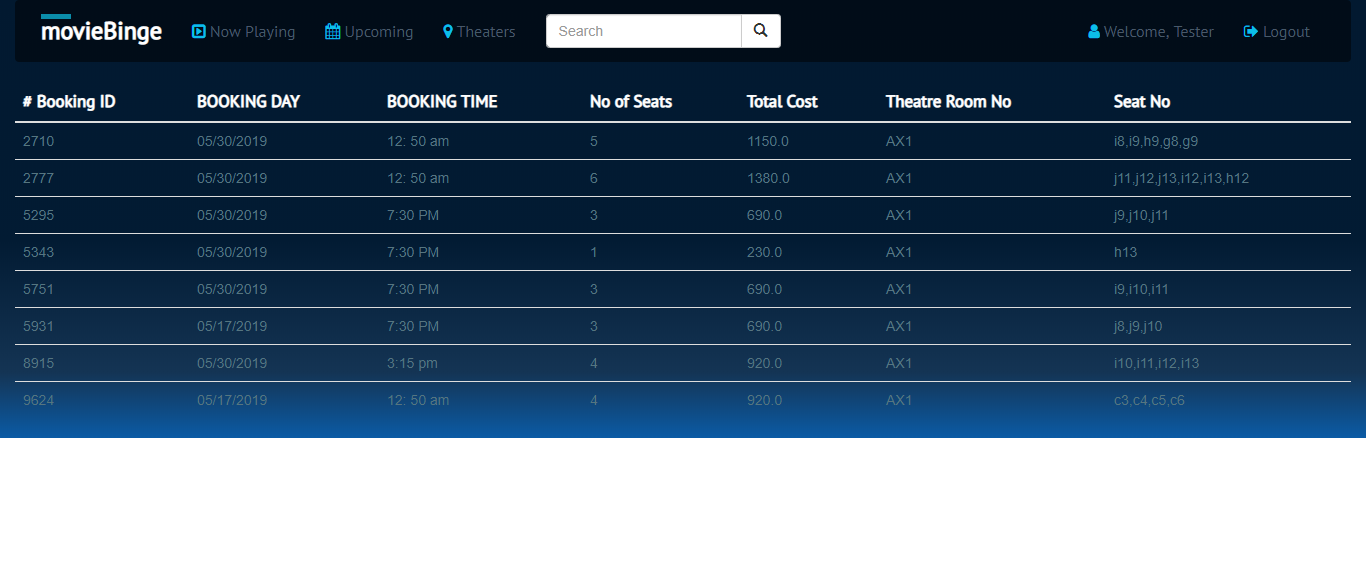 movieBinge Now Playing Upcoming Theaters Search Welcome, Tester Logout
# Booking ID BOOKING DAY BOOKING TIME No of Seats Total Cost Theatre Room No Seat No
2710 05/30/2019 12: 50 am 5 1150.0 AX1 i8,i9,h9,g8,g9
2777 05/30/2019 12: 50 am 6 1380.0 AX1 j11,j12,j13,i12,i13,h12
5295 05/30/2019 7:30 PM 3 690.0 AX1 j9,j10,j11
5343 05/30/2019 7:30 PM 1 230.0 AX1 h13
5751 05/30/2019 7:30 PM 3 690.0 AX1 i9,i10,i11
5931 05/17/2019 7:30 PM 3 690.0 AX1 j8,j9,j10
8915 05/30/2019 3:15 pm 4 920.0 AX1 i10,i11,i12,i13
9624 05/17/2019 12: 50 am 4 920.0 AX1 c3,c4,c5,c6